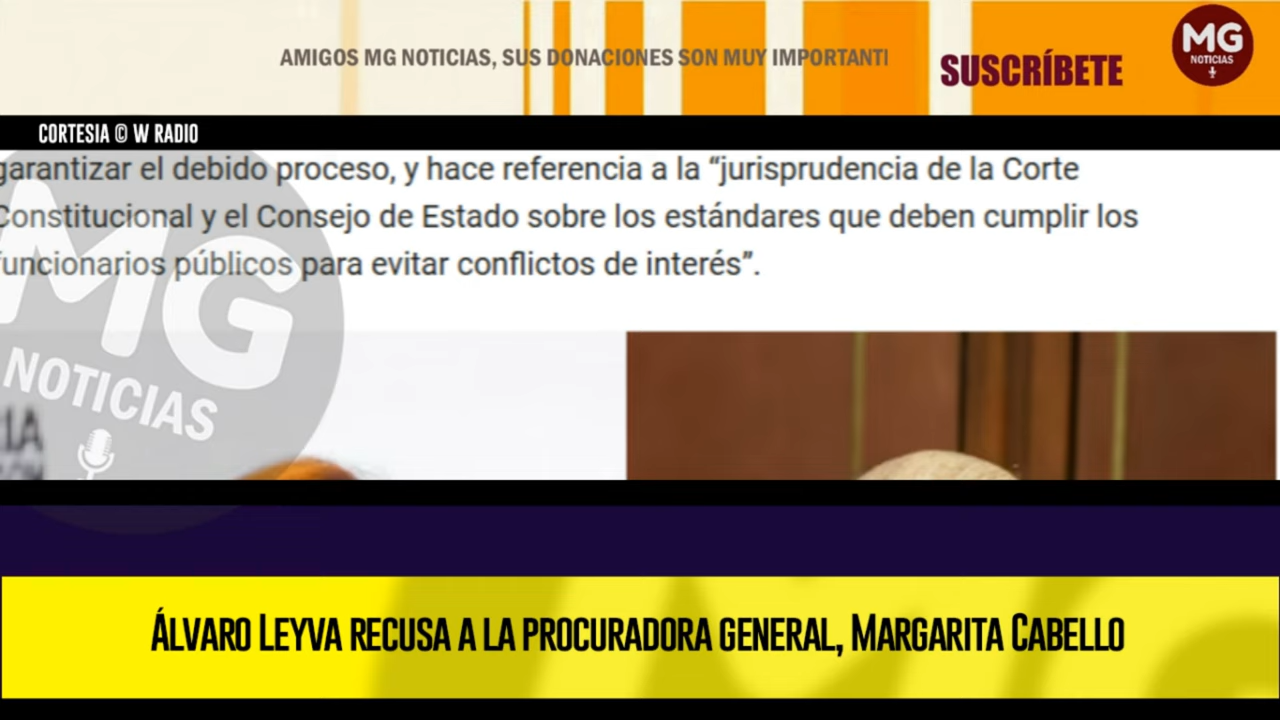 AMIGOS MG NOTICIAS, SUS DONACIONES SON MUY IMPORTANTI
SUSCRÍBETE
MG
NOTICIAS
CORTESIA © W RADIO
garantizar el debido proceso, y hace referencia a la “jurisprudencia de la Corte
Constitucional y el Consejo de Estado sobre los estándares que deben cumplir los
funcionarios públicos para evitar conflictos de interés”.
MG
NOTICIAS
ÁLVARO LEYVA RECUSA A LA PROCURADORA GENERAL, MARGARITA CABELLO